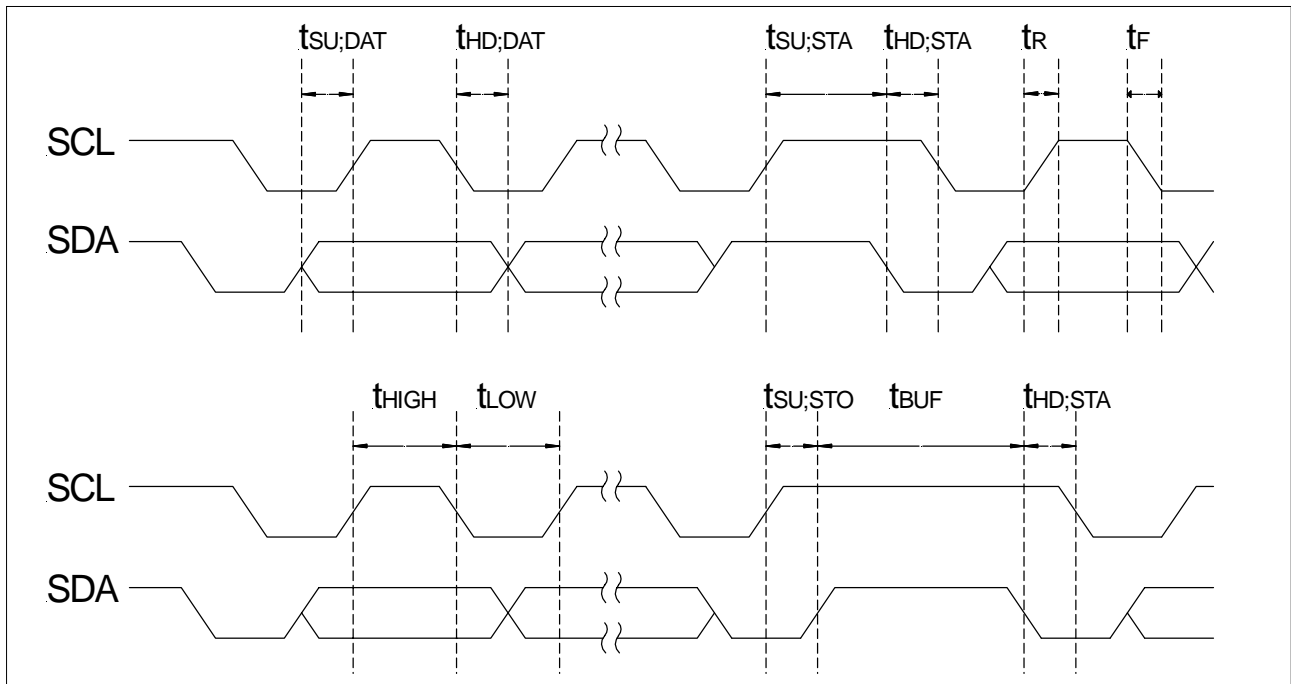 tSU;DAT tHD;DAT tSU;STA tHD;STA tR tF
SCL
SDA
tHIGH tLOW tSU;STO tBUF tHD;STA
SCL
SDA